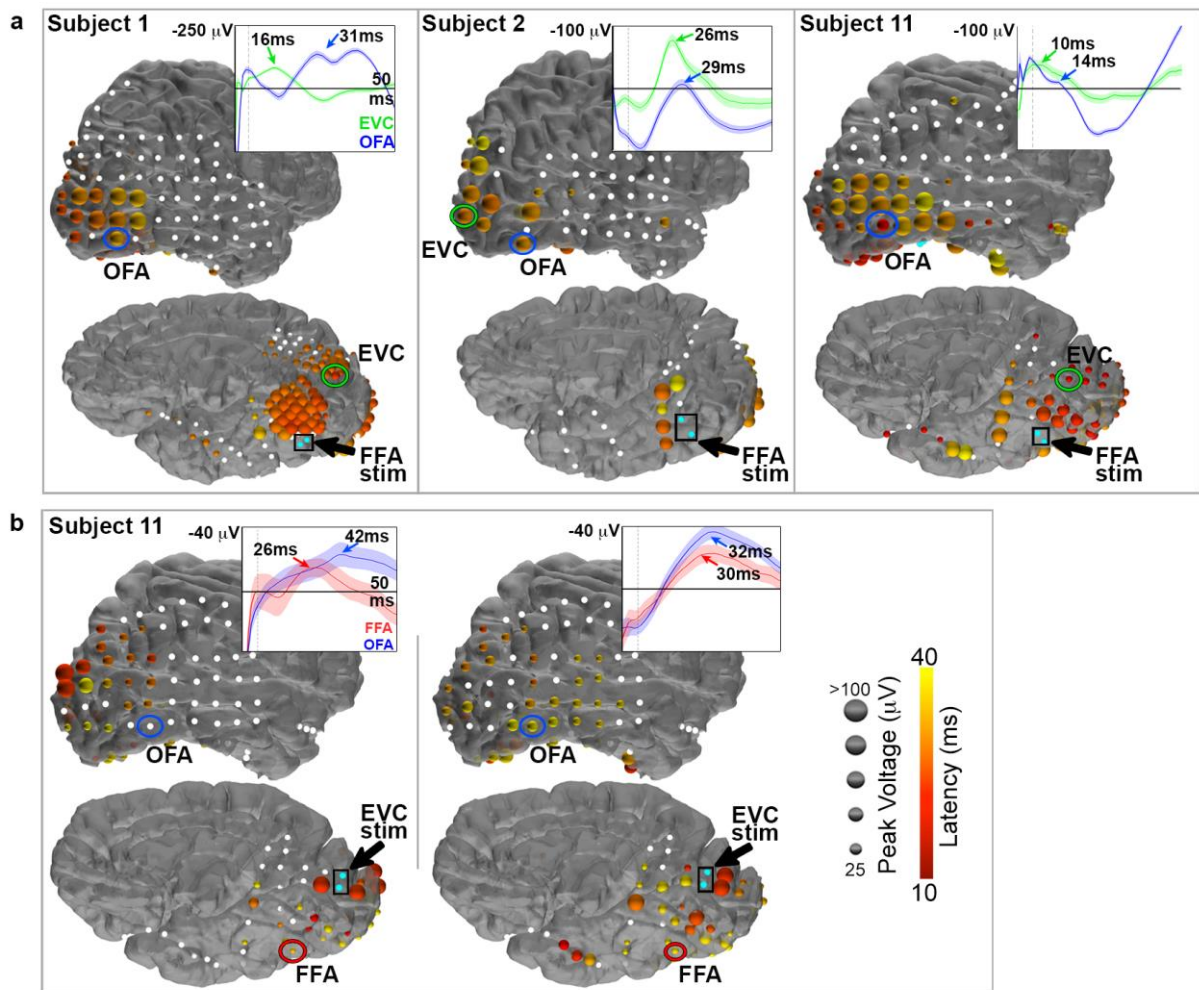 a
Subject 1
-250 μV
16ms
31ms
50
ms
EVC
OFA
OFA
EVC
FFA
stim
Subject 2
-100 μV
26ms
29ms
EVC
OFA
FFA
stim
Subject 11
-100 μV
10ms
14ms
OFA
EVC
FFA
stim
b
Subject 11
-40 μV
26ms
42ms
50
ms
FFA
OFA
OFA
EVC
stim
FFA
-40 μV
32ms
30ms
OFA
EVC
stim
FFA
>100
25
Peak Voltage (μV)
40
10
Latency (ms)